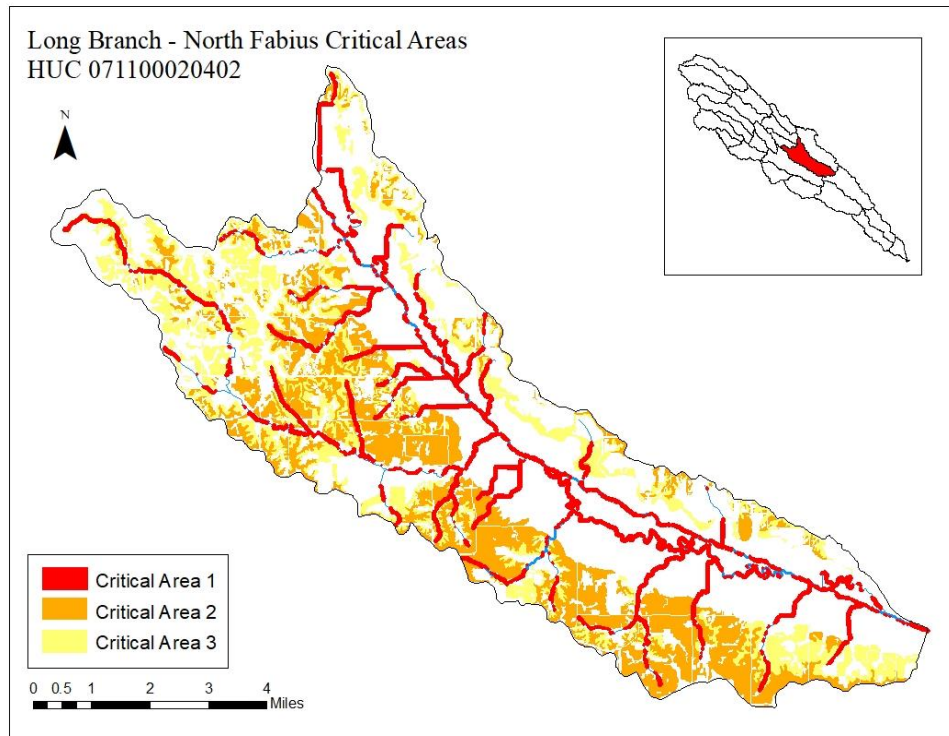 Long Branch - North Fabius Critical Areas
HUC 071100020402
N
Critical Area 1
Critical Area 2
Critical Area 3
0 0.5 1 2 3 4
Miles